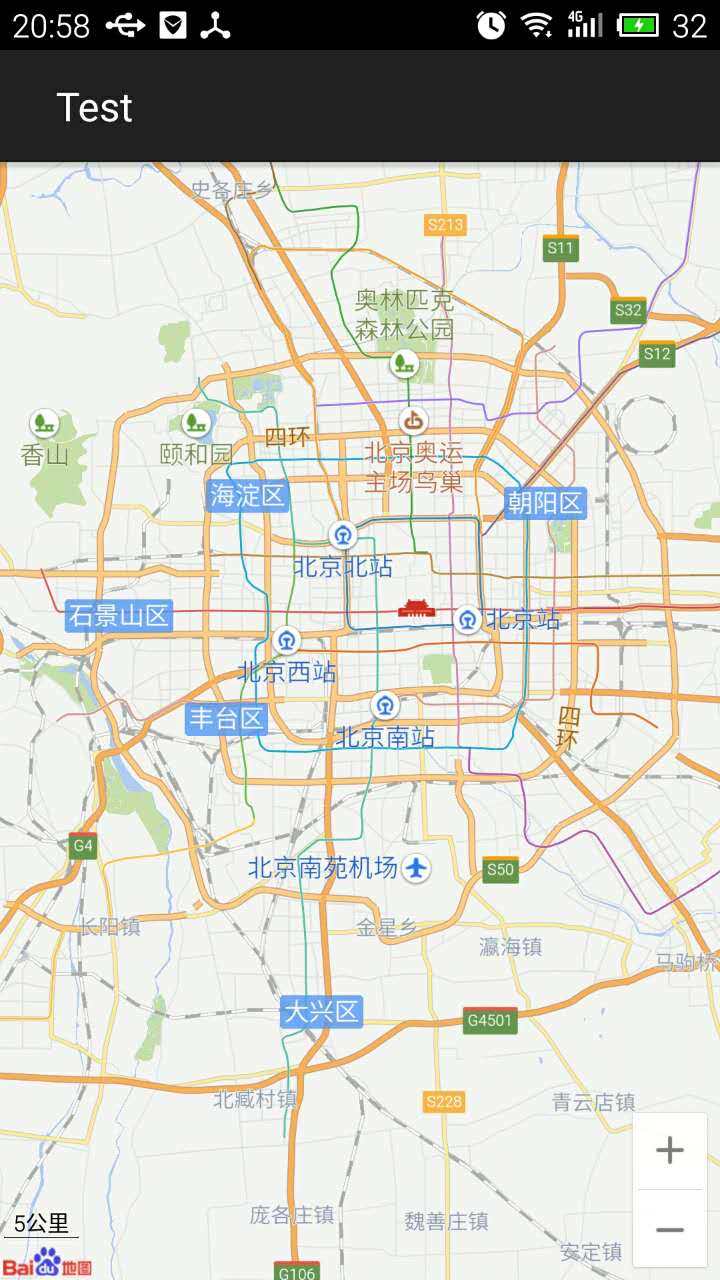 20:58
4G
32
Test
史各庄乡
S213
S11
奥林匹克
森林公园
S32
S12
香山
颐和园
四环
北京奥运
主场鸟巢
海淀区
朝阳区
北京北站
石景山区
北京站
北京西站
丰台区
北京南站
四
环
G4
北京南苑机场
S50
长阳镇
金星乡
瀛海镇
马驹桥
大兴区
G4501
北臧村镇
S228
青云店镇
+
庞各庄镇
魏善庄镇
5公里
−
安定镇
Bai du 地图
G106